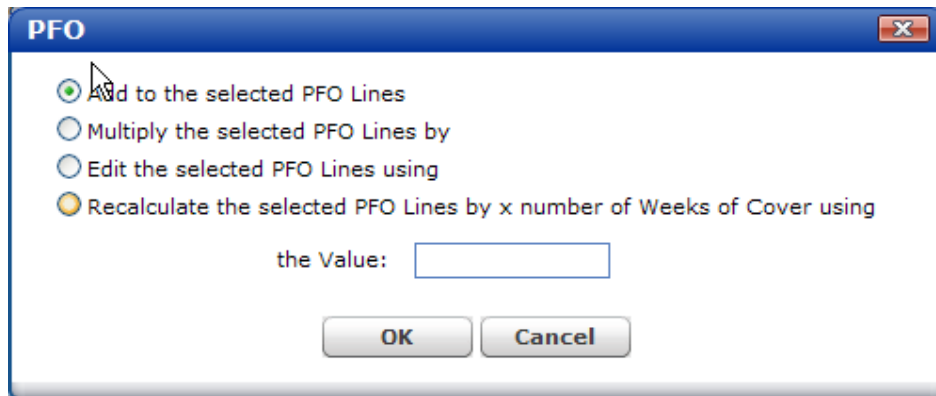 PFO
Add to the selected PFO Lines
Multiply the selected PFO Lines by
Edit the selected PFO Lines using
Recalculate the selected PFO Lines by x number of Weeks of Cover using
the Value:
OK
Cancel